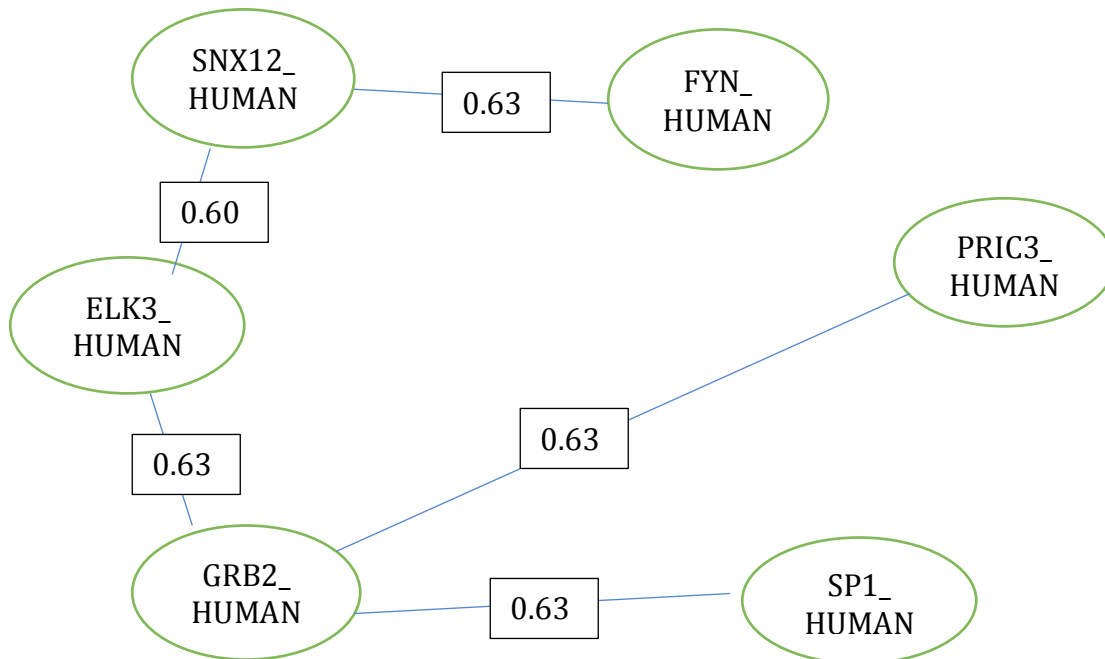 SNX12_
HUMAN
0.63
FYN_
HUMAN
0.60
PRIC3_
HUMAN
ELK3_
HUMAN
0.63
0.63
GRB2_
HUMAN
0.63
SP1_
HUMAN